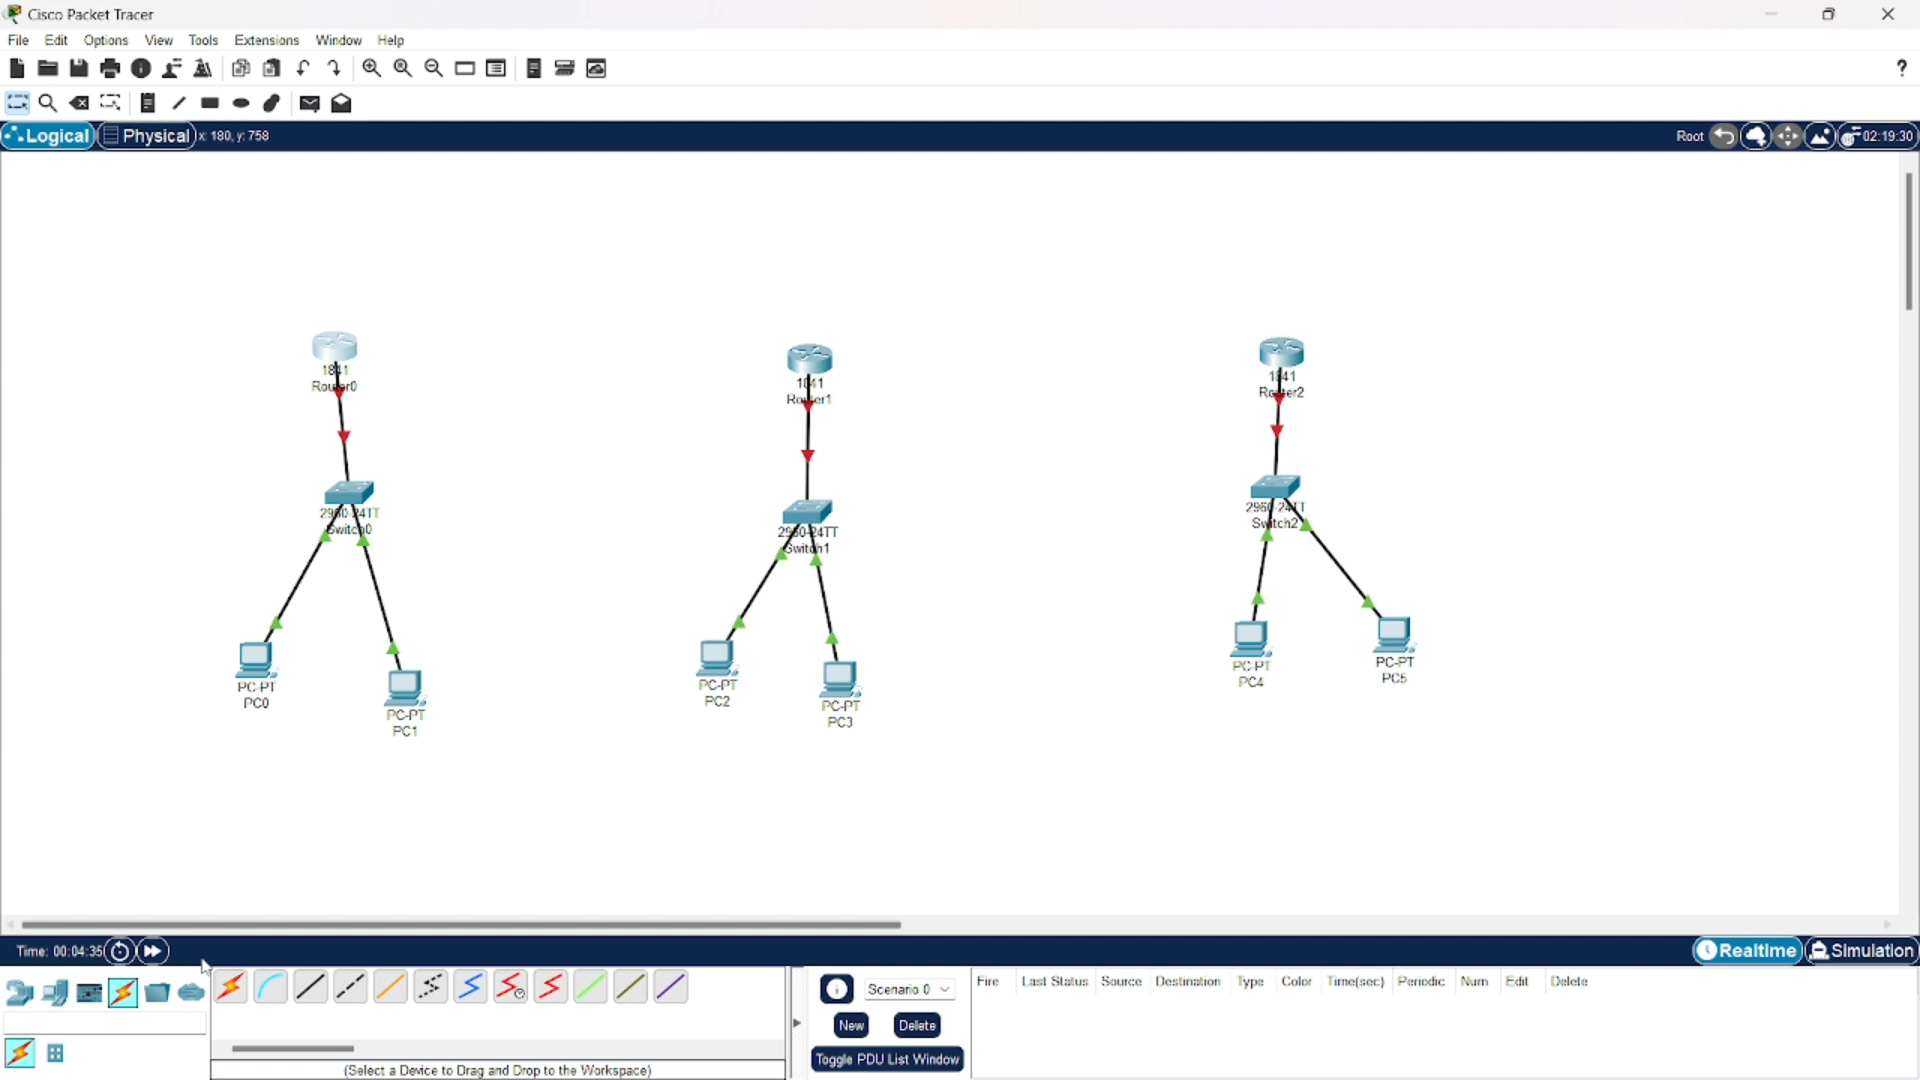 Cisco Packet Tracer
File Edit Options View Tools Extensions Window Help
?
Logical Physical x: 180, y: 758 Root 02:19:30
1841
Router0
1841
Router1
1841
Router2
2960-24TT
Switch0
2960-24TT
Switch1
2960-24TT
Switch2
PC-PT
PC0
PC-PT
PC1
PC-PT
PC2
PC-PT
PC3
PC-PT
PC4
PC-PT
PC5
Time: 00:04:35 Realtime Simulation
Scenario 0
New Delete
Toggle PDU List Window
Fire Last Status Source Destination Type Color Time(sec) Periodic Num Edit Delete
(Select a Device to Drag and Drop to the Workspace)